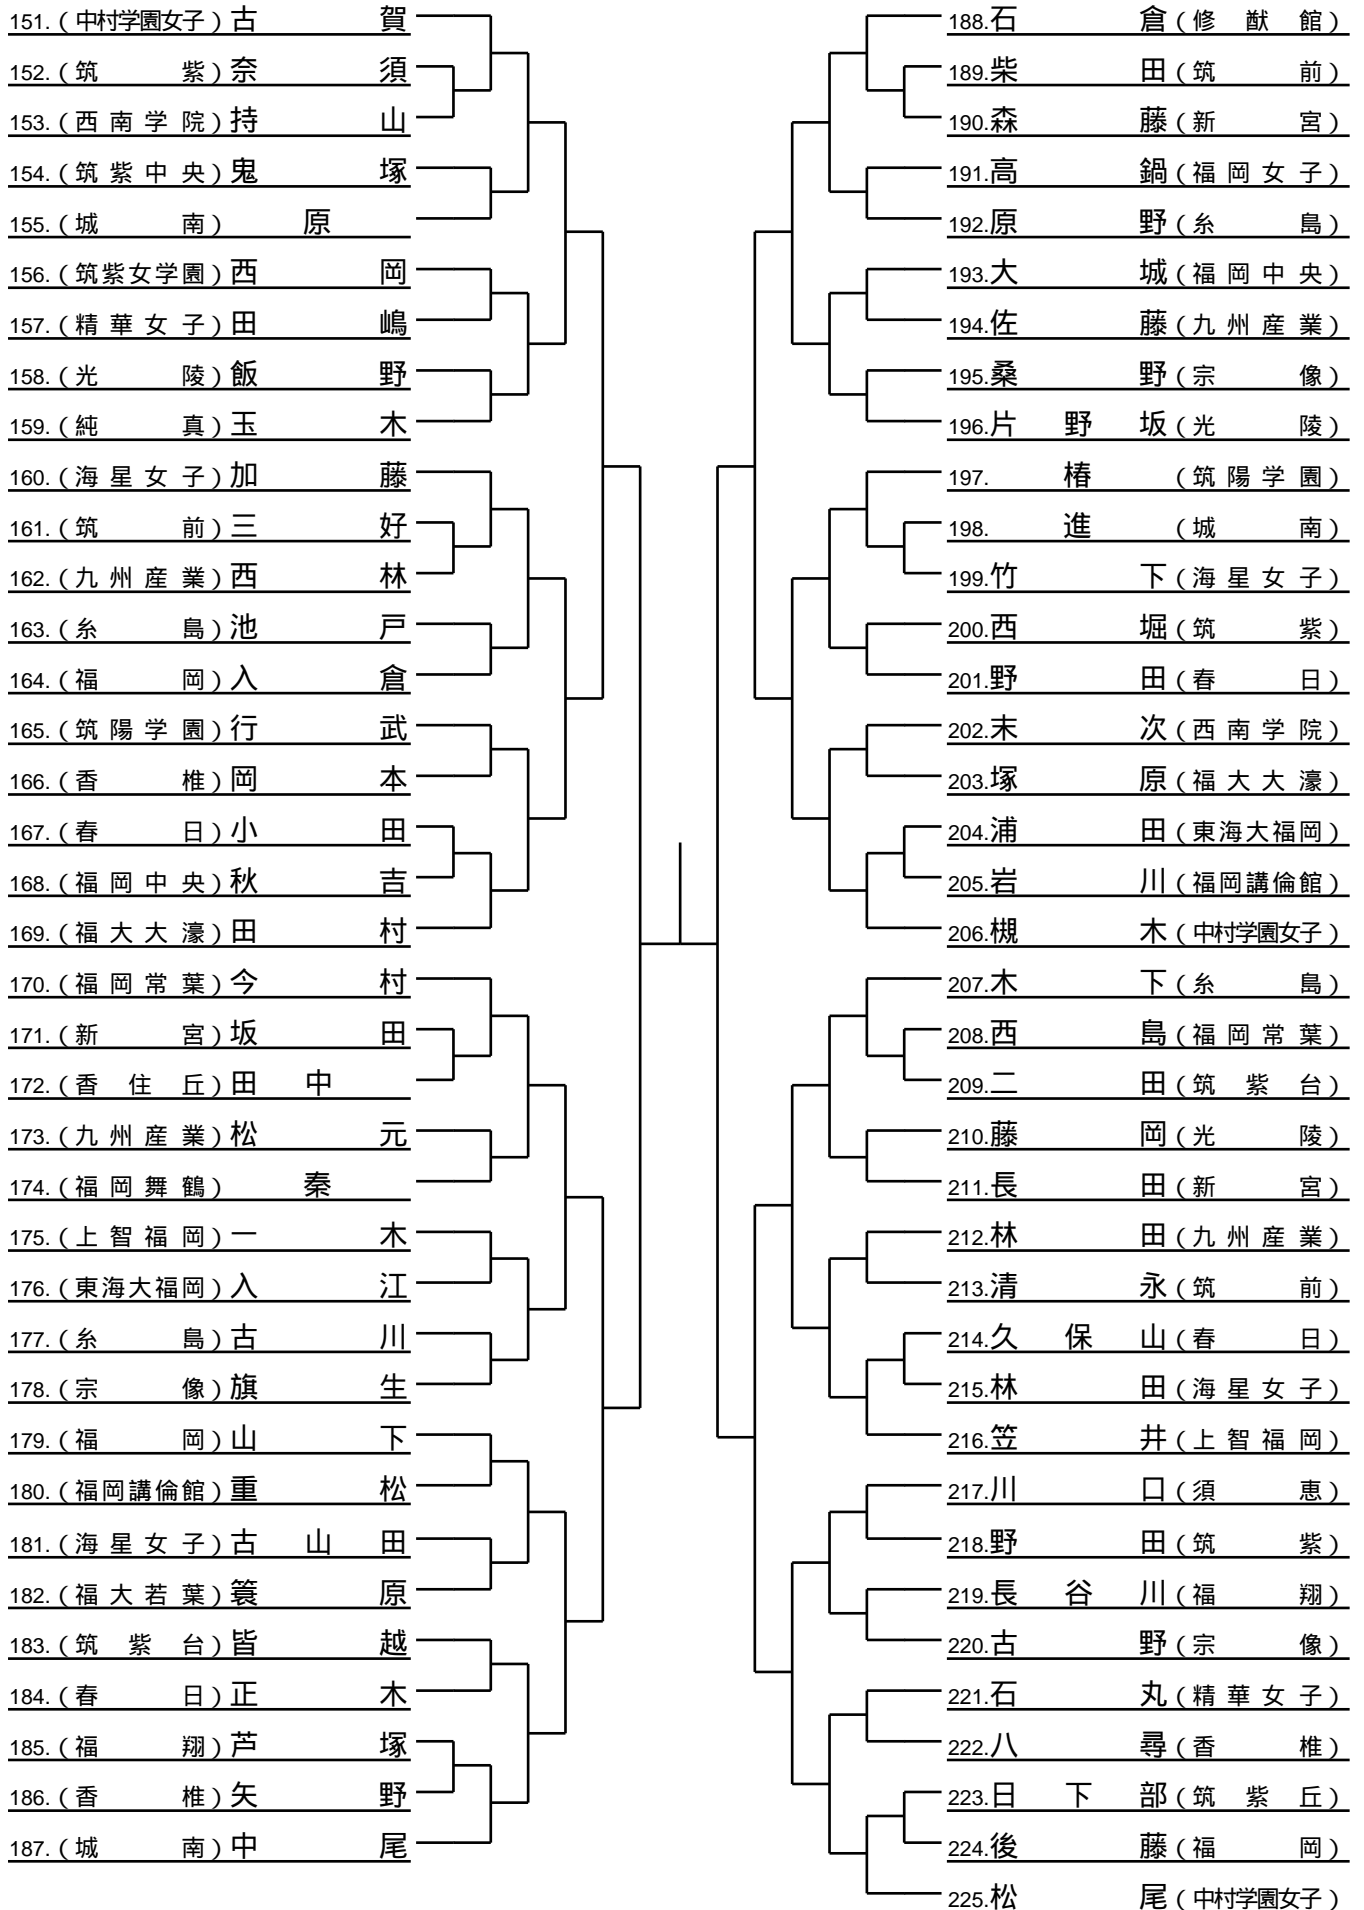 151.(中村学園女子)古賀
152.(筑紫)奈須
153.(西南学院)持山
154.(筑紫中央)鬼塚
155.(城南)原
156.(筑紫女学園)西岡
157.(精華女子)田嶋
158.(光陵)飯野
159.(純真)玉木
160.(海星女子)加藤
161.(筑前)三好
162.(九州産業)西林
163.(糸島)池戸
164.(福岡)入倉
165.(筑陽学園)行武
166.(香椎)岡本
167.(春日)小田
168.(福岡中央)秋吉
169.(福大大濠)田村
170.(福岡常葉)今村
171.(新宮)坂田
172.(香住丘)田中
173.(九州産業)松元
174.(福岡舞鶴)秦
175.(上智福岡)一木
176.(東海大福岡)入江
177.(糸島)古川
178.(宗像)旗生
179.(福岡)山下
180.(福岡講倫館)重松
181.(海星女子)古山田
182.(福大若葉)簑原
183.(筑紫台)皆越
184.(春日)正木
185.(福翔)芦塚
186.(香椎)矢野
187.(城南)中尾
188.石倉(修猷館)
189.柴田(筑前)
190.森藤(新宮)
191.高鍋(福岡女子)
192.原野(糸島)
193.大城(福岡中央)
194.佐藤(九州産業)
195.桑野(宗像)
196.片野坂(光陵)
197.椿(筑陽学園)
198.進(城南)
199.竹下(海星女子)
200.西堀(筑紫)
201.野田(春日)
202.末次(西南学院)
203.塚原(福大大濠)
204.浦田(東海大福岡)
205.岩川(福岡講倫館)
206.槻木(中村学園女子)
207.木下(糸島)
208.西島(福岡常葉)
209.二田(筑紫台)
210.藤岡(光陵)
211.長田(新宮)
212.林田(九州産業)
213.清永(筑前)
214.久保山(春日)
215.林田(海星女子)
216.笠井(上智福岡)
217.川口(須恵)
218.野田(筑紫)
219.長谷川(福翔)
220.古野(宗像)
221.石丸(精華女子)
222.八尋(香椎)
223.日下部(筑紫丘)
224.後藤(福岡)
225.松尾(中村学園女子)